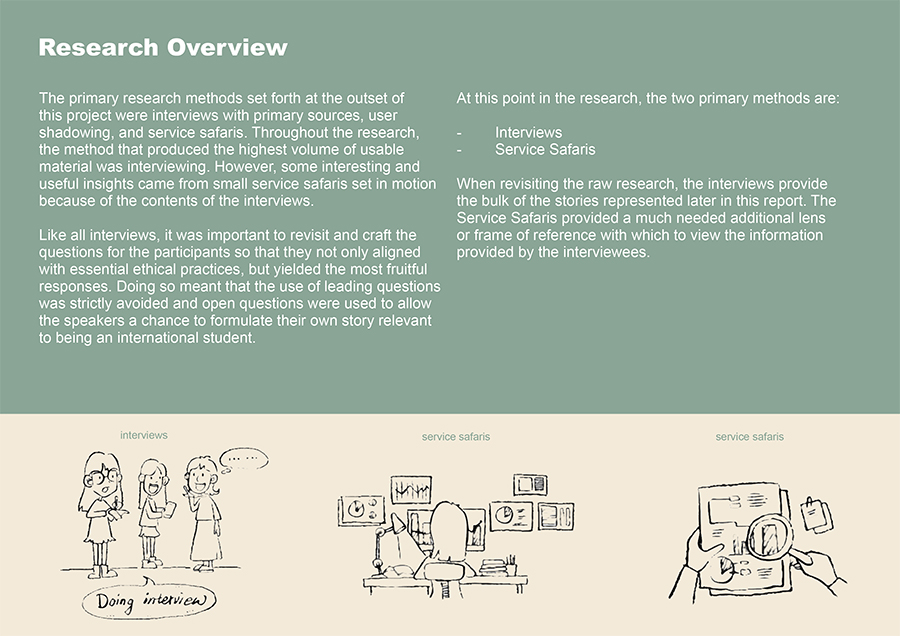 Research Overview
The primary research methods set forth at the outset of
this project were interviews with primary sources, user
shadowing, and service safaris. Throughout the research,
the method that produced the highest volume of usable
material was interviewing. However, some interesting and
useful insights came from small service safaris set in motion
because of the contents of the interviews.
Like all interviews, it was important to revisit and craft the
questions for the participants so that they not only aligned
with essential ethical practices, but yielded the most fruitful
responses. Doing so meant that the use of leading questions
was strictly avoided and open questions were used to allow
the speakers a chance to formulate their own story relevant
to being an international student.
At this point in the research, the two primary methods are:
- Interviews
- Service Safaris
When revisiting the raw research, the interviews provide
the bulk of the stories represented later in this report. The
Service Safaris provided a much needed additional lens
or frame of reference with which to view the information
provided by the interviewees.
interviews
service safaris
service safaris
Doing interview